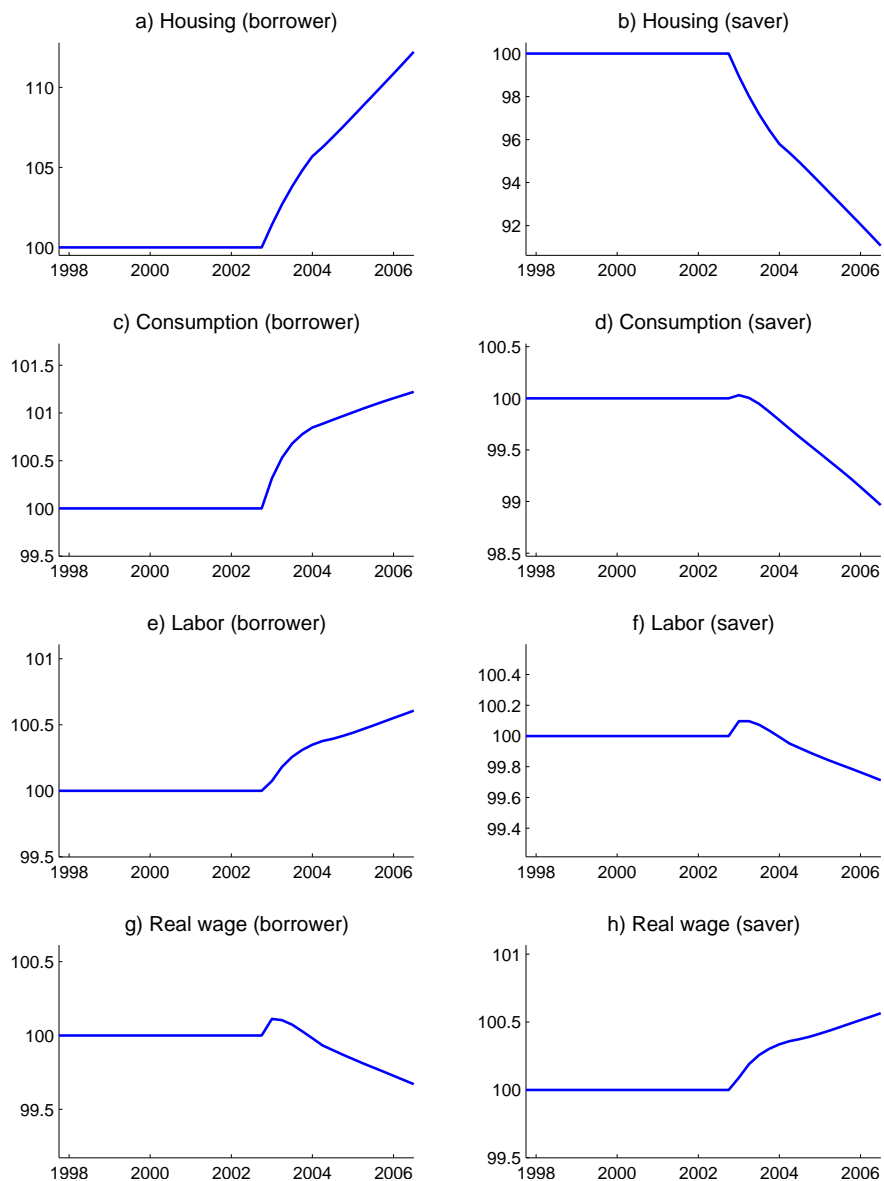 a) Housing (borrower)
110
105
100
1998 2000 2002 2004 2006
b) Housing (saver)
100
98
96
94
92
1998 2000 2002 2004 2006
c) Consumption (borrower)
101.5
101
100.5
100
99.5
1998 2000 2002 2004 2006
d) Consumption (saver)
100.5
100
99.5
99
98.5
1998 2000 2002 2004 2006
e) Labor (borrower)
101
100.5
100
99.5
1998 2000 2002 2004 2006
f) Labor (saver)
100.4
100.2
100
99.8
99.6
99.4
1998 2000 2002 2004 2006
g) Real wage (borrower)
100.5
100
99.5
1998 2000 2002 2004 2006
h) Real wage (saver)
101
100.5
100
99.5
1998 2000 2002 2004 2006